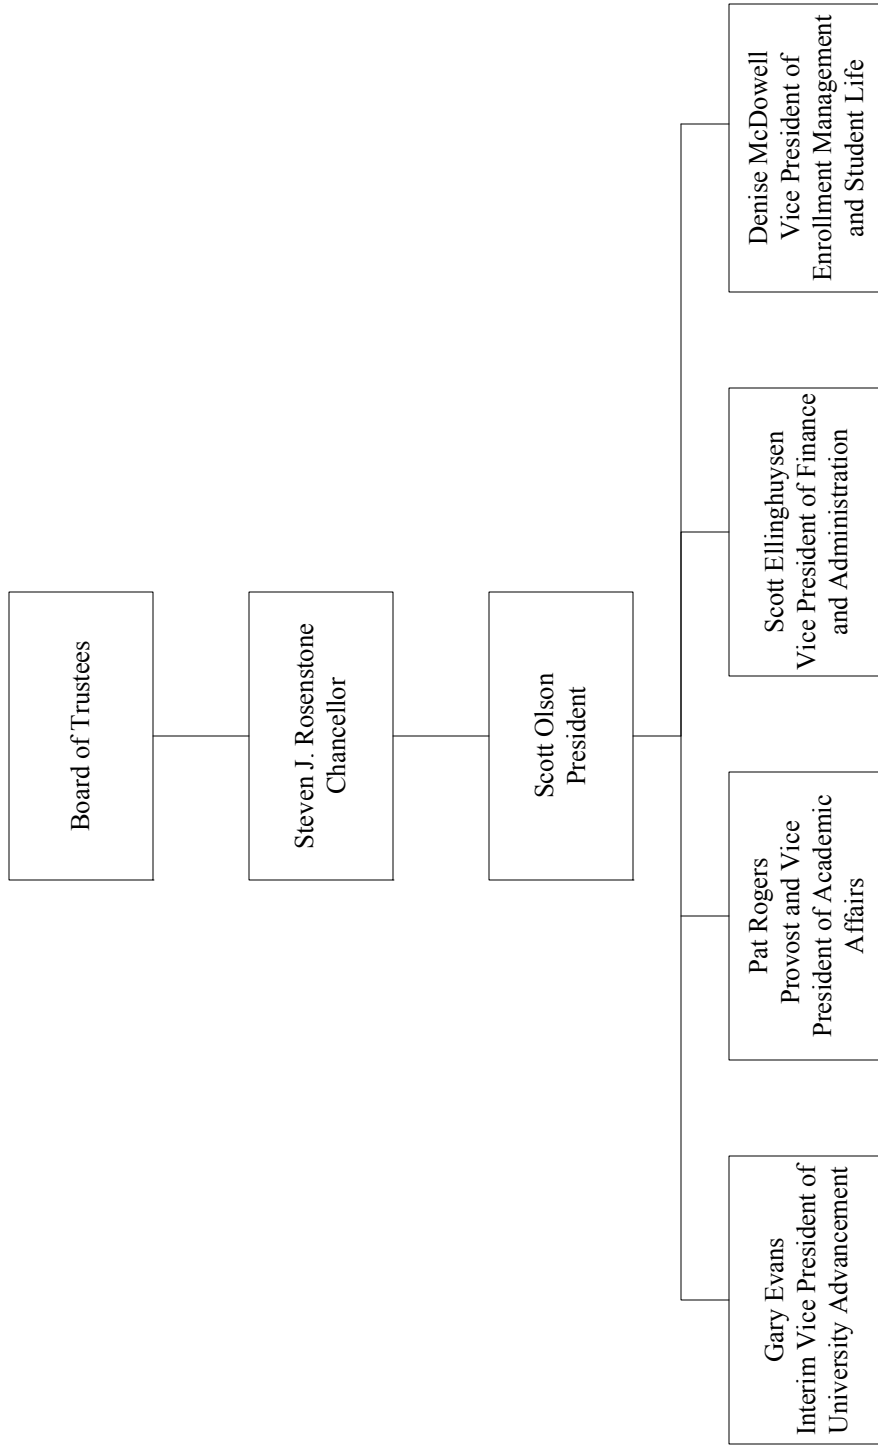 Board of Trustees
Steven J. Rosenstone
Chancellor
Scott Olson
President
Gary Evans
Interim Vice President of
University Advancement
Pat Rogers
Provost and Vice
President of Academic
Affairs
Scott Ellinghuysen
Vice President of Finance
and Administration
Denise McDowell
Vice President of
Enrollment Management
and Student Life